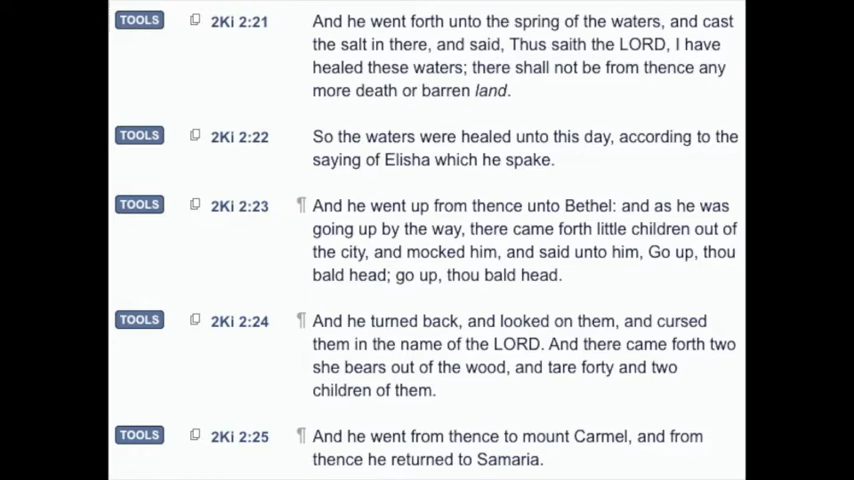 TOOLS 2Ki 2:21 And he went forth unto the spring of the waters, and cast
the salt in there, and said, Thus saith the LORD, I have
healed these waters; there shall not be from thence any
more death or barren land.
TOOLS 2Ki 2:22 So the waters were healed unto this day, according to the
saying of Elisha which he spake.
TOOLS 2Ki 2:23 ¶ And he went up from thence unto Bethel: and as he was
going up by the way, there came forth little children out of
the city, and mocked him, and said unto him, Go up, thou
bald head; go up, thou bald head.
TOOLS 2Ki 2:24 ¶ And he turned back, and looked on them, and cursed
them in the name of the LORD. And there came forth two
she bears out of the wood, and tare forty and two
children of them.
TOOLS 2Ki 2:25 ¶ And he went from thence to mount Carmel, and from
thence he returned to Samaria.